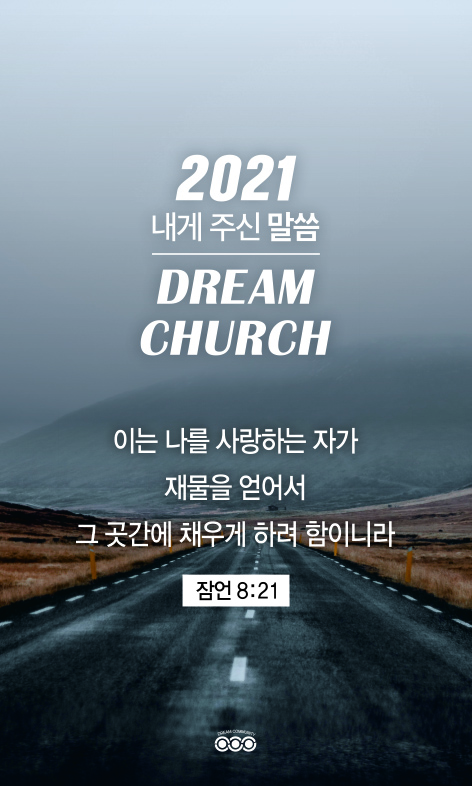 2021
내게 주신 말씀
DREAM
CHURCH
이는 나를 사랑하는 자가
재물을 얻어서
그 곳간에 채우게 하려 함이니라
잠언 8:21
DREAM COMMUNITY